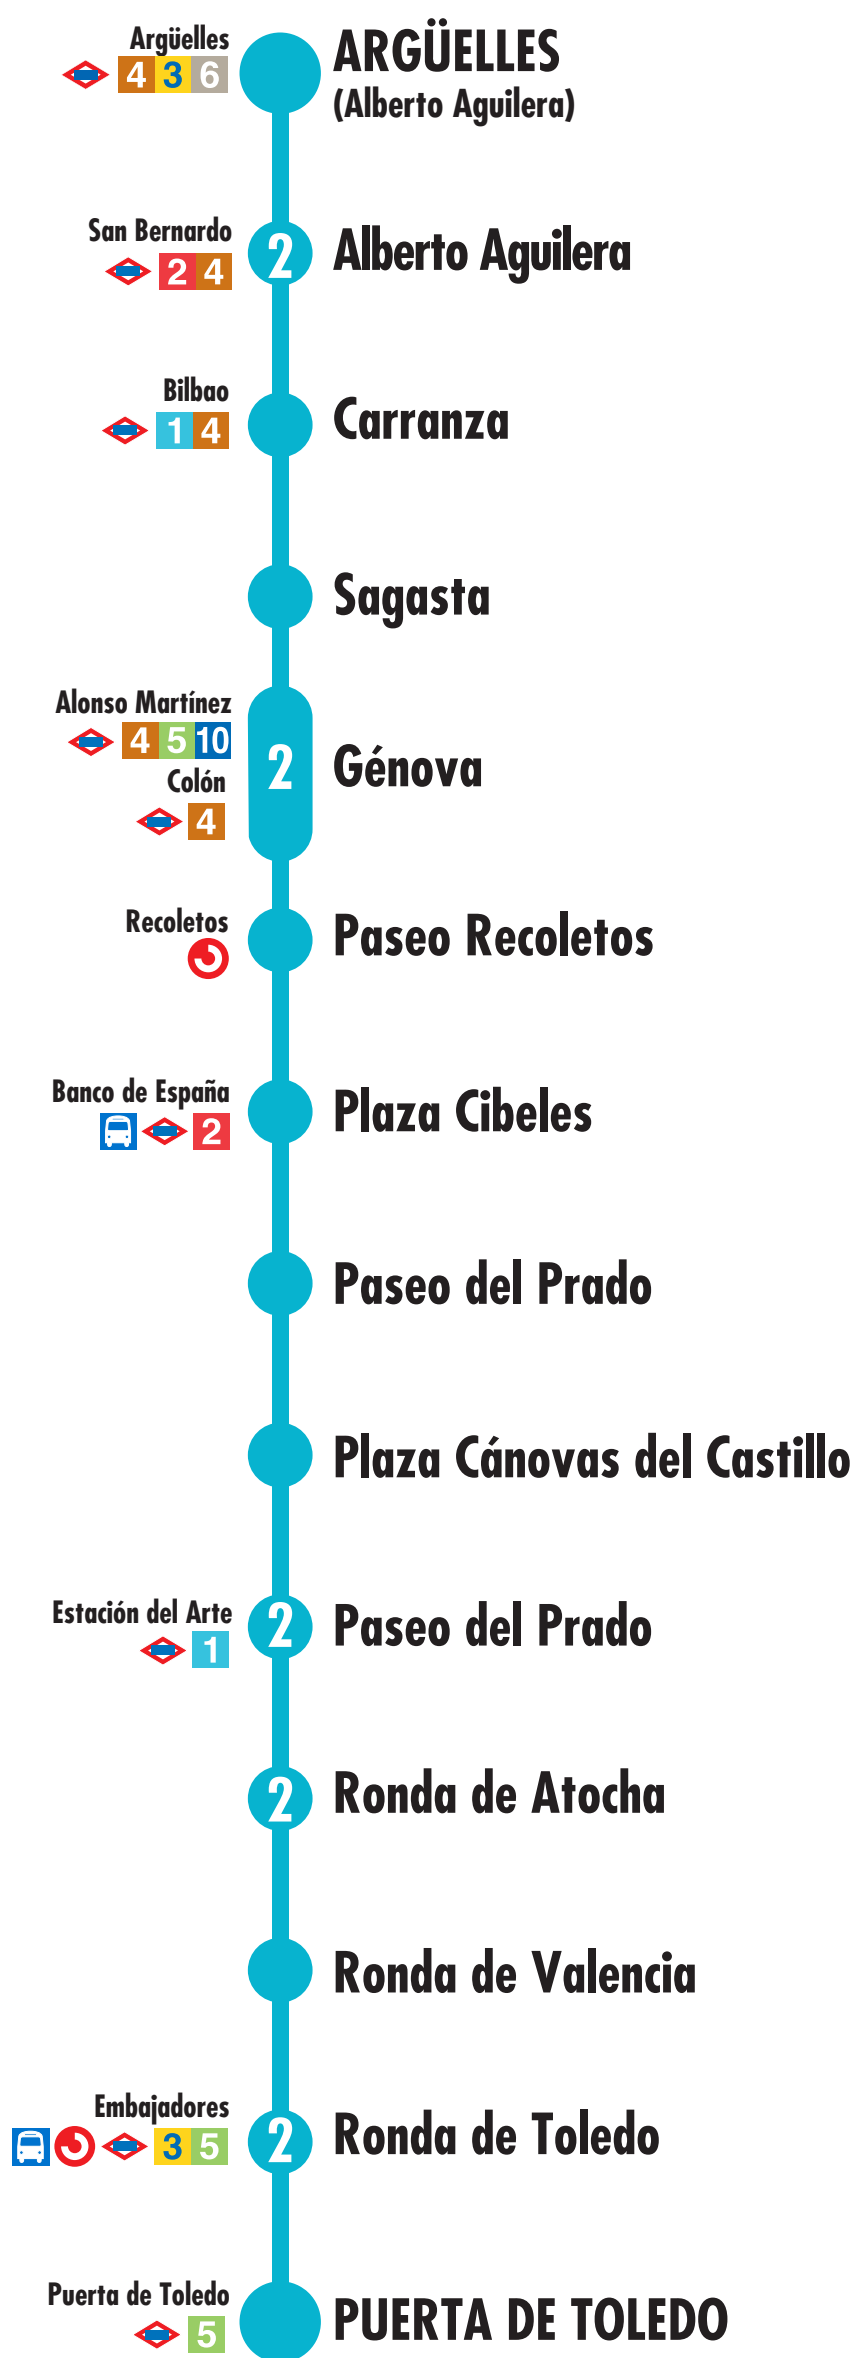 Argüelles
4 3 6
ARGÜELLES
(Alberto Aguilera)
San Bernardo
2 4
2
Alberto Aguilera
Bilbao
1 4
Carranza
Sagasta
Alonso Martínez
4 5 10
Colón
4
2
Génova
Recoletos
Paseo Recoletos
Banco de España
2
Plaza Cibeles
Paseo del Prado
Plaza Cánovas del Castillo
Estación del Arte
1
2
Paseo del Prado
2
Ronda de Atocha
Ronda de Valencia
Embajadores
3 5
2
Ronda de Toledo
Puerta de Toledo
5
PUERTA DE TOLEDO